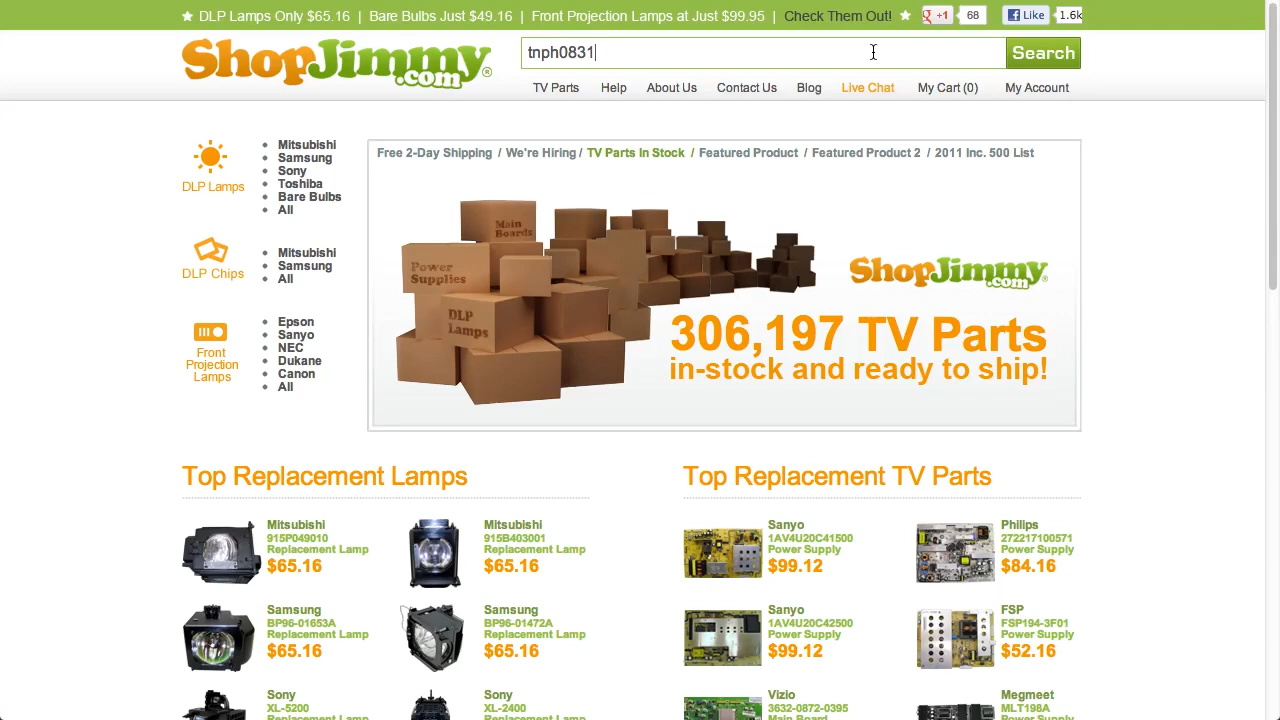 DLP Lamps Only $65.16 | Bare Bulbs Just $49.16 | Front Projection Lamps at Just $99.95 | Check Them Out! +1 68 Like 1.6k
ShopJimmy.com®
tnph0831
Search
TV Parts Help About Us Contact Us Blog Live Chat My Cart (0) My Account
DLP Lamps
Mitsubishi
Samsung
Sony
Toshiba
Bare Bulbs
All
DLP Chips
Mitsubishi
Samsung
All
Front
Projection
Lamps
Epson
Sanyo
NEC
Dukane
Canon
All
Free 2-Day Shipping / We're Hiring / TV Parts In Stock / Featured Product / Featured Product 2 / 2011 Inc. 500 List
Main
Boards
Power
Supplies
DLP
Lamps
ShopJimmy.com®
306,197 TV Parts
in-stock and ready to ship!
Top Replacement Lamps
Mitsubishi
915P049010
Replacement Lamp
$65.16
Mitsubishi
915B403001
Replacement Lamp
$65.16
Samsung
BP96-01653A
Replacement Lamp
$65.16
Samsung
BP96-01472A
Replacement Lamp
$65.16
Sony
XL-5200
Replacement Lamp
Sony
XL-2400
Replacement Lamp
Top Replacement TV Parts
Sanyo
1AV4U20C41500
Power Supply
$99.12
Philips
272217100571
Power Supply
$84.16
Sanyo
1AV4U20C42500
Power Supply
$99.12
FSP
FSP194-3F01
Power Supply
$52.16
Vizio
3632-0872-0395
Main Board
Megmeet
MLT198A
Power Supply